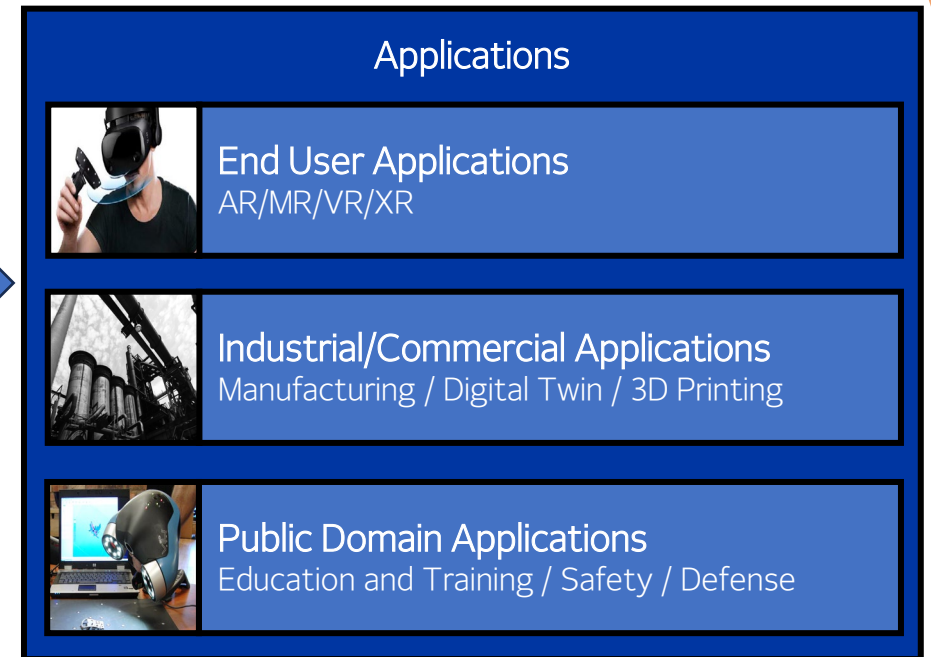 Applications
End User Applications
AR/MR/VR/XR
Industrial/Commercial Applications
Manufacturing / Digital Twin / 3D Printing
Public Domain Applications
Education and Training / Safety / Defense